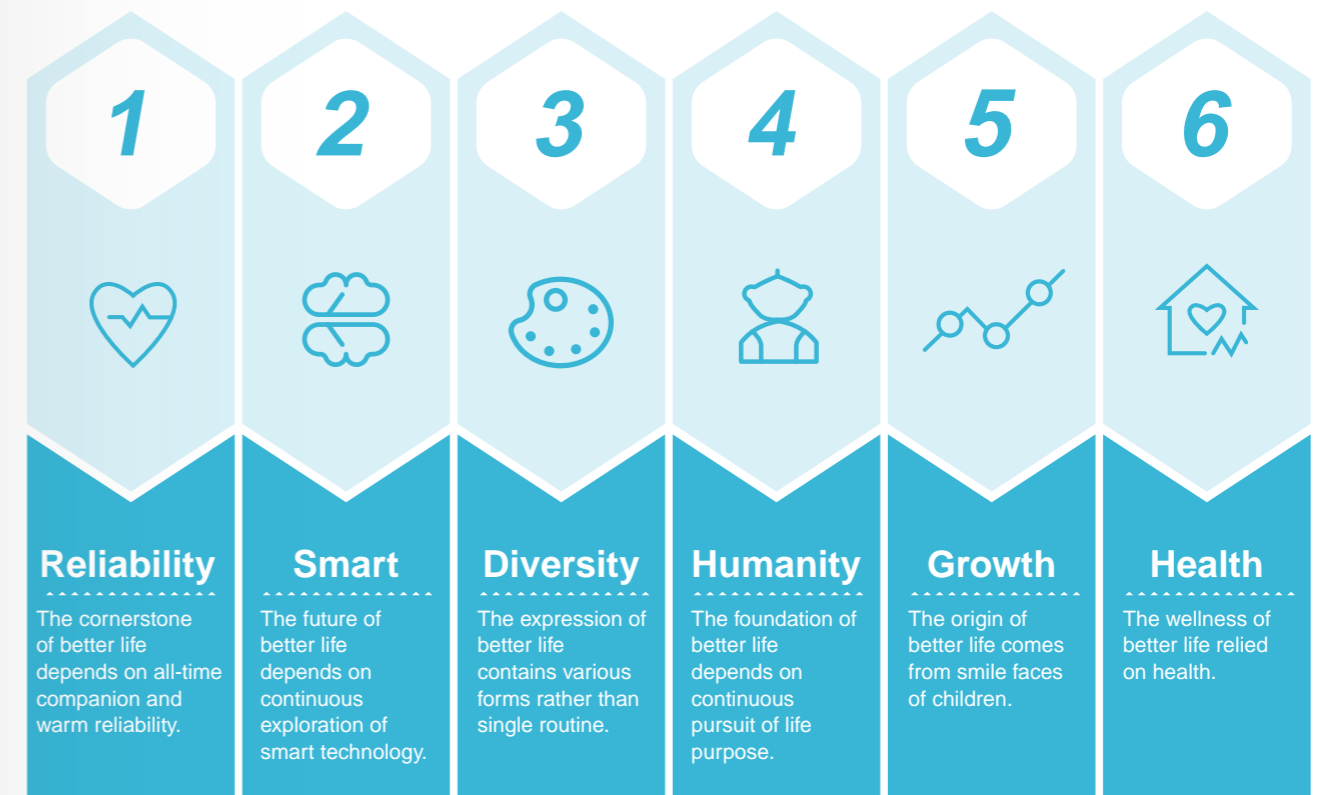 1
Reliability
The cornerstone
of better life
depends on all-time
companion and
warm reliability.
2
Smart
The future of
better life
depends on
continuous
exploration of
smart technology.
3
Diversity
The expression of
better life
contains various
forms rather than
single routine.
4
Humanity
The foundation of
better life
depends on
continuous
pursuit of life
purpose.
5
Growth
The origin of
better life comes
from smile faces
of children.
6
Health
The wellness of
better life relied
on health.